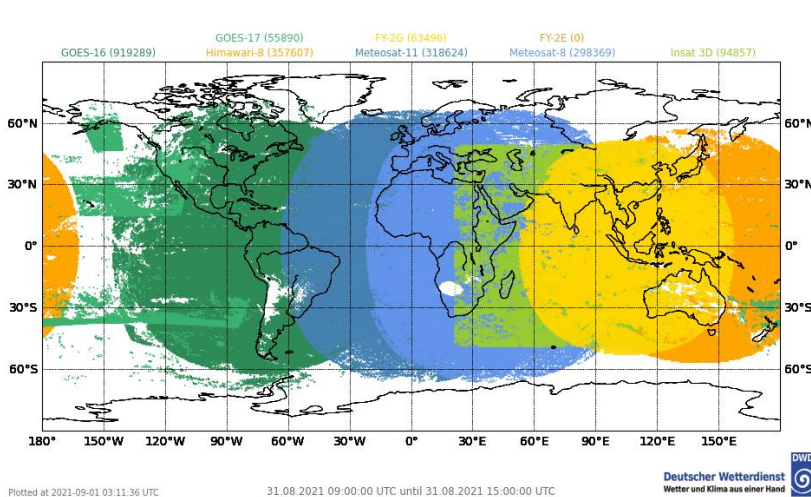 GOES-17 (55890) FY-2G (63496) FY-2E (0)
GOES-16 (919289) Himawari-8 (357607) Meteosat-11 (318624) Meteosat-8 (298369) Insat 3D (94857)
60°N 60°N
30°N 30°N
0° 0°
30°S 30°S
60°S 60°S
180° 150°W 120°W 90°W 60°W 30°W 0° 30°E 60°E 90°E 120°E 150°E
DWD
Deutscher Wetterdienst
Wetter und Klima aus einer Hand
Plotted at 2021-09-01 03:11:36 UTC 31.08.2021 09:00:00 UTC until 31.08.2021 15:00:00 UTC